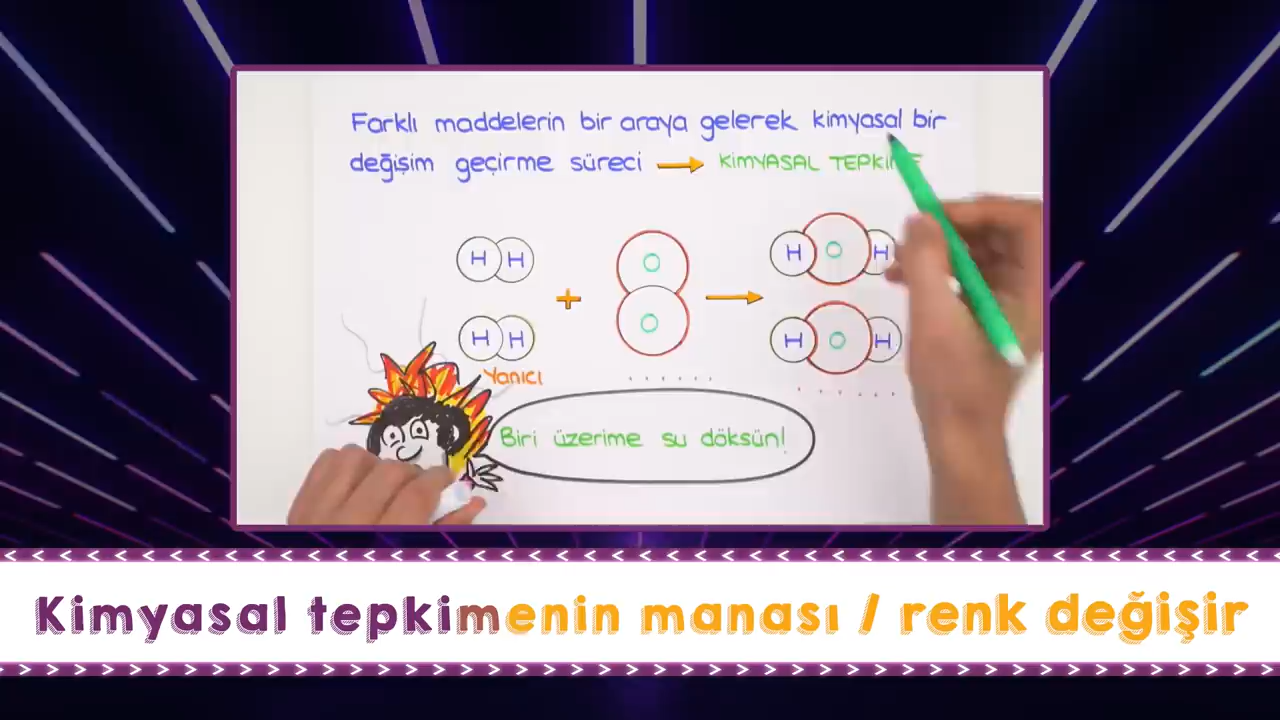 Farklı maddelerin bir araya gelerek kimyasal bir
değişim geçirme süreci → KİMYASAL
H H + O → H O H
H H O H O H
Yanıcı
Biri üzerime su döksün!
Kimyasal tepkimenin manası / renk değişir